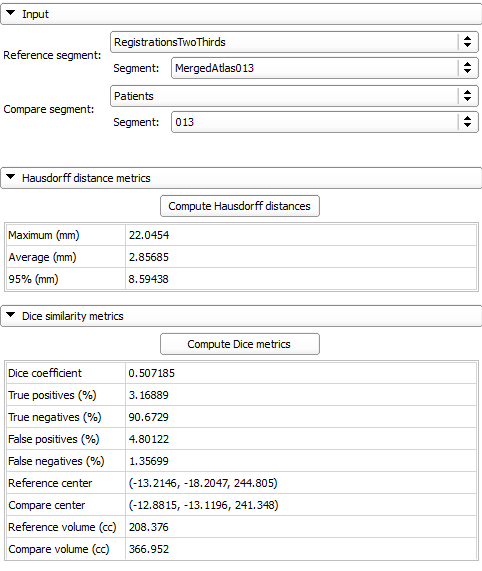 Input
Reference segment:
RegistrationsTwoThirds
Segment: MergedAtlas013
Compare segment:
Patients
Segment: 013
Hausdorff distance metrics
Compute Hausdorff distances
Maximum (mm) 22.0454
Average (mm) 2.85685
95% (mm) 8.59438
Dice similarity metrics
Compute Dice metrics
Dice coefficient 0.507185
True positives (%) 3.16889
True negatives (%) 90.6729
False positives (%) 4.80122
False negatives (%) 1.35699
Reference center (-13.2146, -18.2047, 244.805)
Compare center (-12.8815, -13.1196, 241.348)
Reference volume (cc) 208.376
Compare volume (cc) 366.952